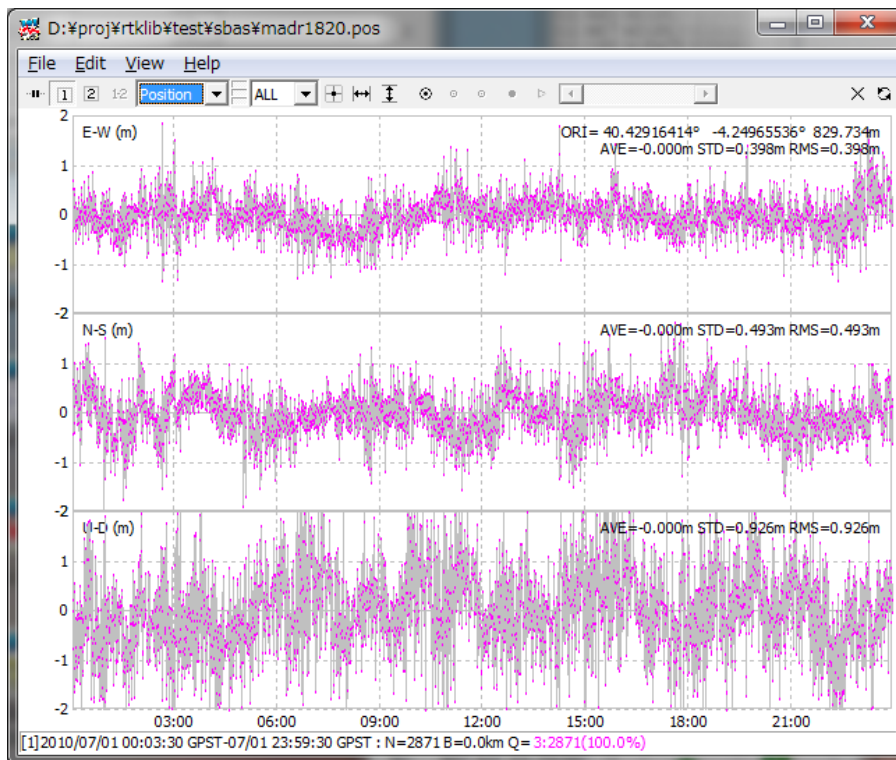 D:¥proj¥rtklib¥test¥sbas¥madr1820.pos
File Edit View Help
1 2 1-2 Position ALL
2
E-W (m) ORI= 40.42916414° -4.24965536° 829.734m
AVE=-0.000m STD=0.398m RMS=0.398m
1
0
-1
-2
N-S (m) AVE=-0.000m STD=0.493m RMS=0.493m
1
0
-1
-2
U-D (m) AVE=-0.000m STD=0.926m RMS=0.926m
1
0
-1
-2
03:00 06:00 09:00 12:00 15:00 18:00 21:00
[1]2010/07/01 00:03:30 GPST-07/01 23:59:30 GPST : N=2871 B=0.0km Q= 3:2871(100.0%)